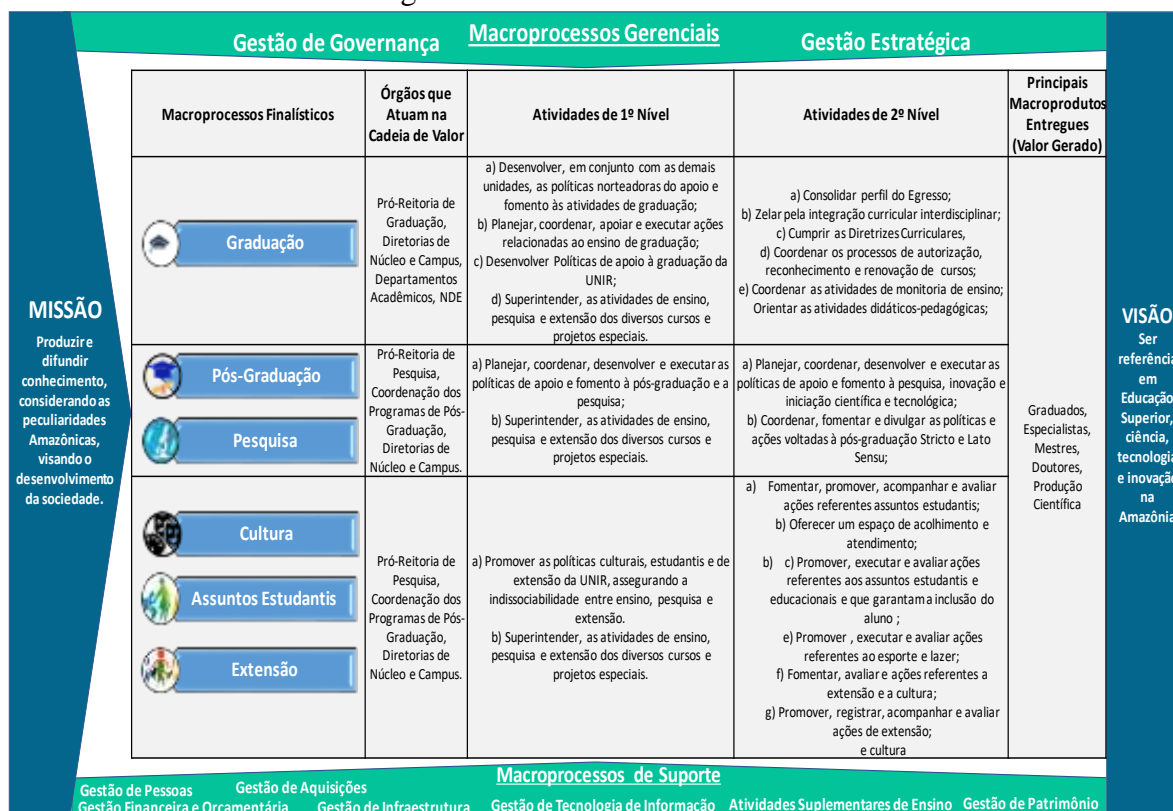 Gestão de Governança
Macroprocessos Gerenciais
Gestão Estratégica
MISSÃO
Produzir e
difundir
conhecimento,
considerando as
peculiaridades
Amazônicas,
visando o
desenvolvimento
da sociedade.
Macroprocessos Finalísticos
Órgãos que
Atuam na
Cadeia de Valor
Atividades de 1º Nível
Atividades de 2º Nível
Principais
Macroprodutos
Entregues
(Valor Gerado)
Graduação
Pró-Reitoria de
Graduação,
Diretorias de
Núcleo e Campus,
Departamentos
Acadêmicos, NDE
a) Desenvolver, em conjunto com as demais
unidades, as políticas norteadoras do apoio e
fomento às atividades de graduação;
b) Planejar, coordenar, apoiar e executar ações
relacionadas ao ensino de graduação;
c) Desenvolver Políticas de apoio à graduação da
UNIR;
d) Superintender, as atividades de ensino,
pesquisa e extensão dos diversos cursos e
projetos especiais.
a) Consolidar perfil do Egresso;
b) Zelar pela integração curricular interdisciplinar;
c) Cumprir as Diretrizes Curriculares,
d) Coordenar os processos de autorização,
reconhecimento e renovação de cursos;
e) Coordenar as atividades de monitoria de ensino;
Orientar as atividades didáticos-pedagógicas;
Pós-Graduação
Pesquisa
Pró-Reitoria de
Pesquisa,
Coordenação dos
Programas de Pós-
Graduação,
Diretorias de
Núcleo e Campus.
a) Planejar, coordenar, desenvolver e executar as
políticas de apoio e fomento à pós-graduação e a
pesquisa;
b) Superintender, as atividades de ensino,
pesquisa e extensão dos diversos cursos e
projetos especiais.
a) Planejar, coordenar, desenvolver e executar as
políticas de apoio e fomento à pesquisa, inovação e
iniciação científica e tecnológica;
b) Coordenar, fomentar e divulgar as políticas e
ações voltadas à pós-graduação Stricto e Lato
Sensu;
Cultura
Assuntos Estudantis
Extensão
Pró-Reitoria de
Pesquisa,
Coordenação dos
Programas de Pós-
Graduação,
Diretorias de
Núcleo e Campus.
a) Promover as políticas culturais, estudantis e de
extensão da UNIR, assegurando a
indissociabilidade entre ensino, pesquisa e
extensão.
b) Superintender, as atividades de ensino,
pesquisa e extensão dos diversos cursos e
projetos especiais.
a) Fomentar, promover, acompanhar e avaliar
ações referentes assuntos estudantis;
b) Oferecer um espaço de acolhimento e
atendimento;
b) c) Promover, executar e avaliar ações
referentes aos assuntos estudantis e
educacionais e que garantam a inclusão do
aluno ;
e) Promover , executar e avaliar ações
referentes ao esporte e lazer;
f) Fomentar, avaliar e ações referentes a
extensão e a cultura;
g) Promover, registrar, acompanhar e avaliar
ações de extensão;
e cultura
Graduados,
Especialistas,
Mestres,
Doutores,
Produção
Científica
VISÃO
Ser
referência
em
Educação
Superior,
ciência,
tecnologia
e inovação
na
Amazônia
Macroprocessos de Suporte
Gestão de Pessoas
Gestão de Aquisições
Gestão Financeira e Orçamentária
Gestão de Infraestrutura
Gestão de Tecnologia de Informação
Atividades Suplementares de Ensino
Gestão de Patrimônio